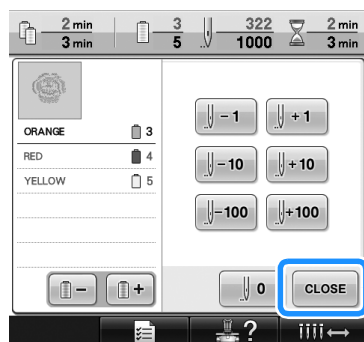 2 min 3 322 2 min
3 min 5 1000 3 min
ORANGE 3
RED 4
YELLOW 5
- 1 + 1
- 10 + 10
- 100 + 100
- +
0 CLOSE
?